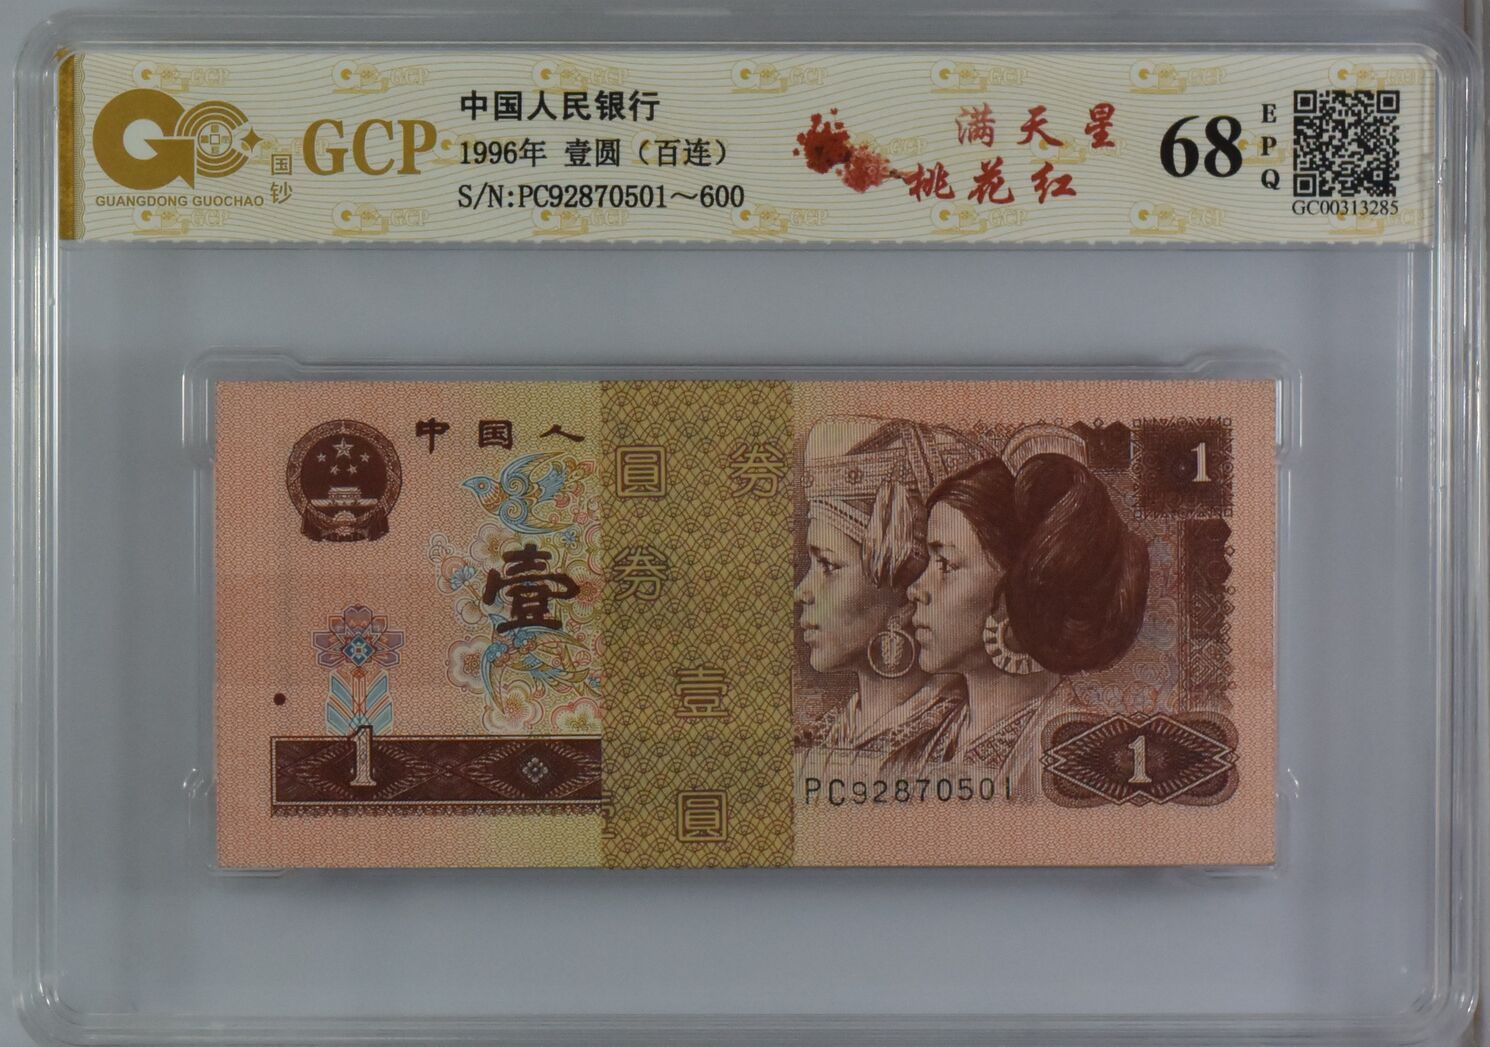 GCP
国钞
GUANGDONG GUOCHAO
中国人民银行
1996年 壹圆（百连）
S/N:PC92870501～600
满天星
桃花红
68
EPQ
GC00313285
中国人
壹
圓 券
券
壹
圓
1
1
1
PC92870501